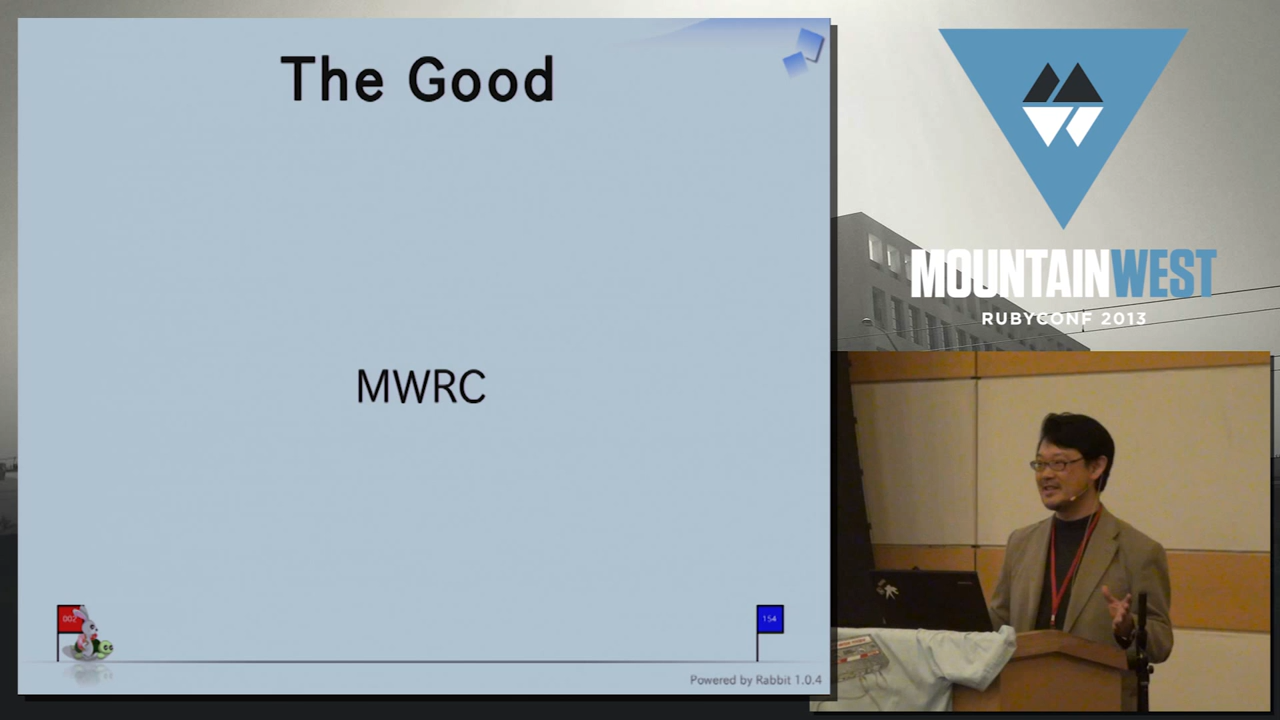 The Good
MWRC
002
154
Powered by Rabbit 1.0.4
MOUNTAINWEST
RUBYCONF 2013